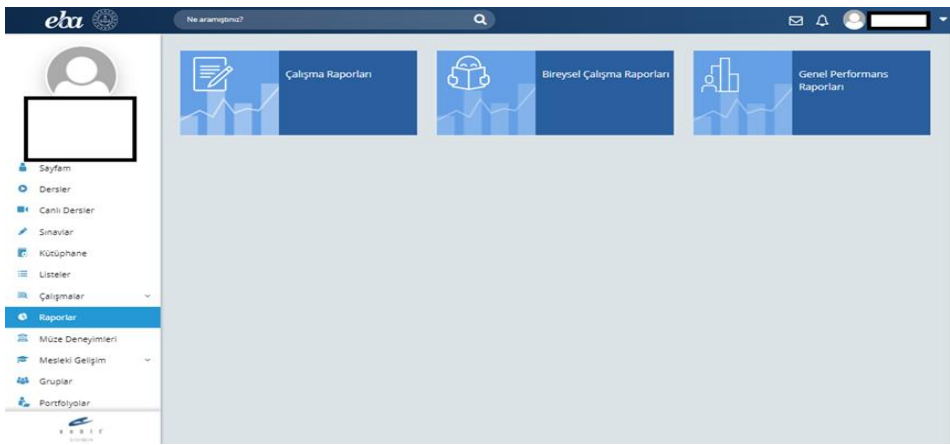 eba
Ne aramıştınız?
Çalışma Raporları
Bireysel Çalışma Raporları
Genel Performans
Raporları
Sayfam
Dersler
Canlı Dersler
Sınavlar
Kütüphane
Listeler
Çalışmalar
Raporlar
Müze Deneyimleri
Mesleki Gelişim
Gruplar
Portfolyolar
SEBİT